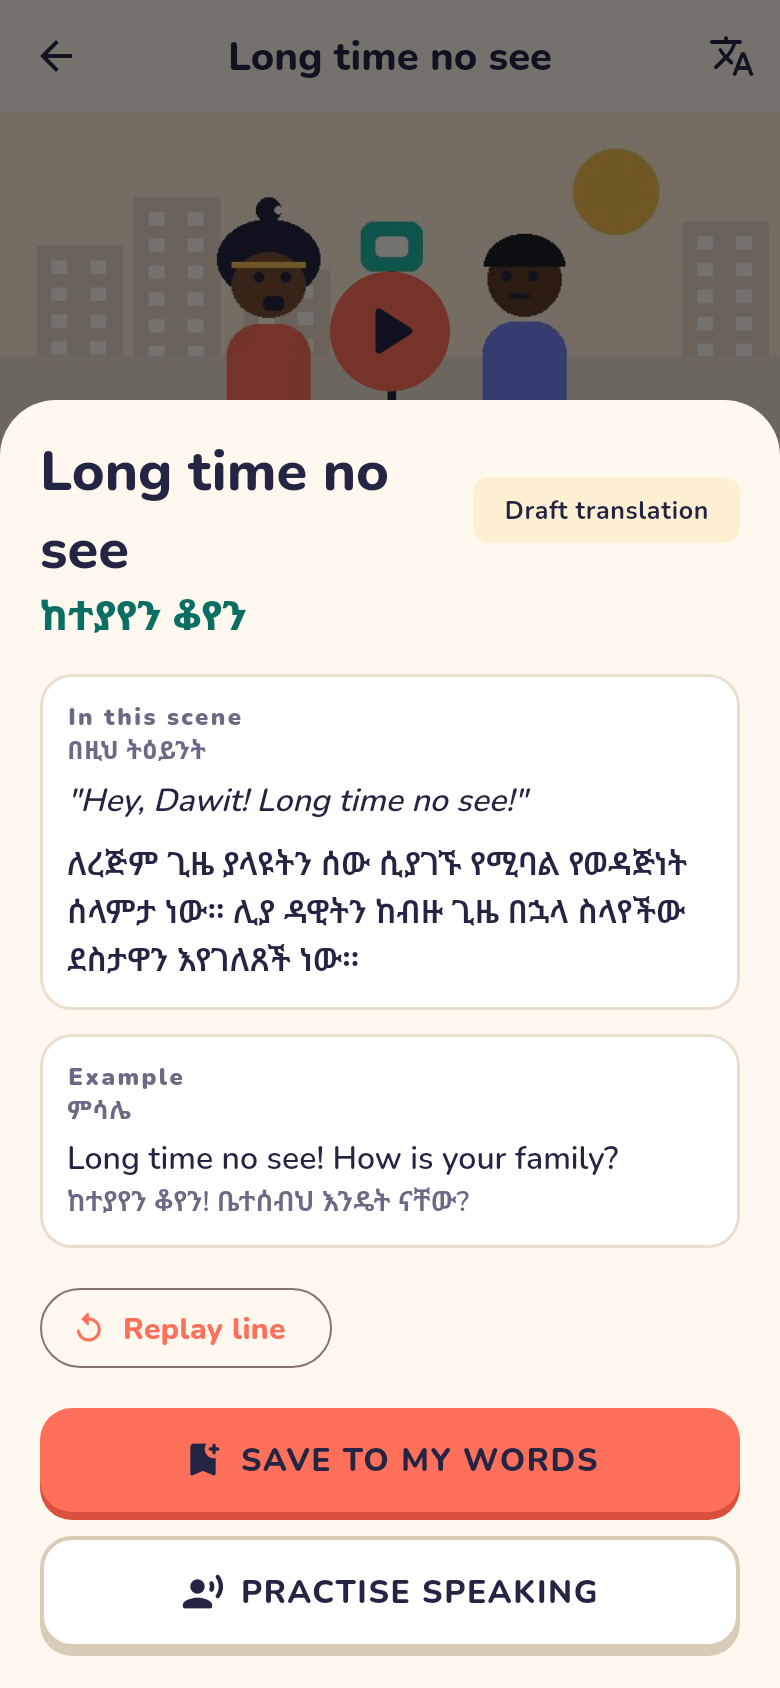 Long time no see
Long time no
see
Draft translation
ከተያየን ቆየን
In this scene
በዚህ ትዕይንት
"Hey, Dawit! Long time no see!"
ለረጅም ጊዜ ያላዩትን ሰው ሲያገኙ የሚባል የወዳጅነት
ሰላምታ ነው። ሊያ ዳዊትን ከብዙ ጊዜ በኋላ ስላየችው
ደስታዋን እየገለጸች ነው።
Example
ምሳሌ
Long time no see! How is your family?
ከተያየን ቆየን! ቤተሰብህ እንዴት ናቸው?
Replay line
SAVE TO MY WORDS
PRACTISE SPEAKING